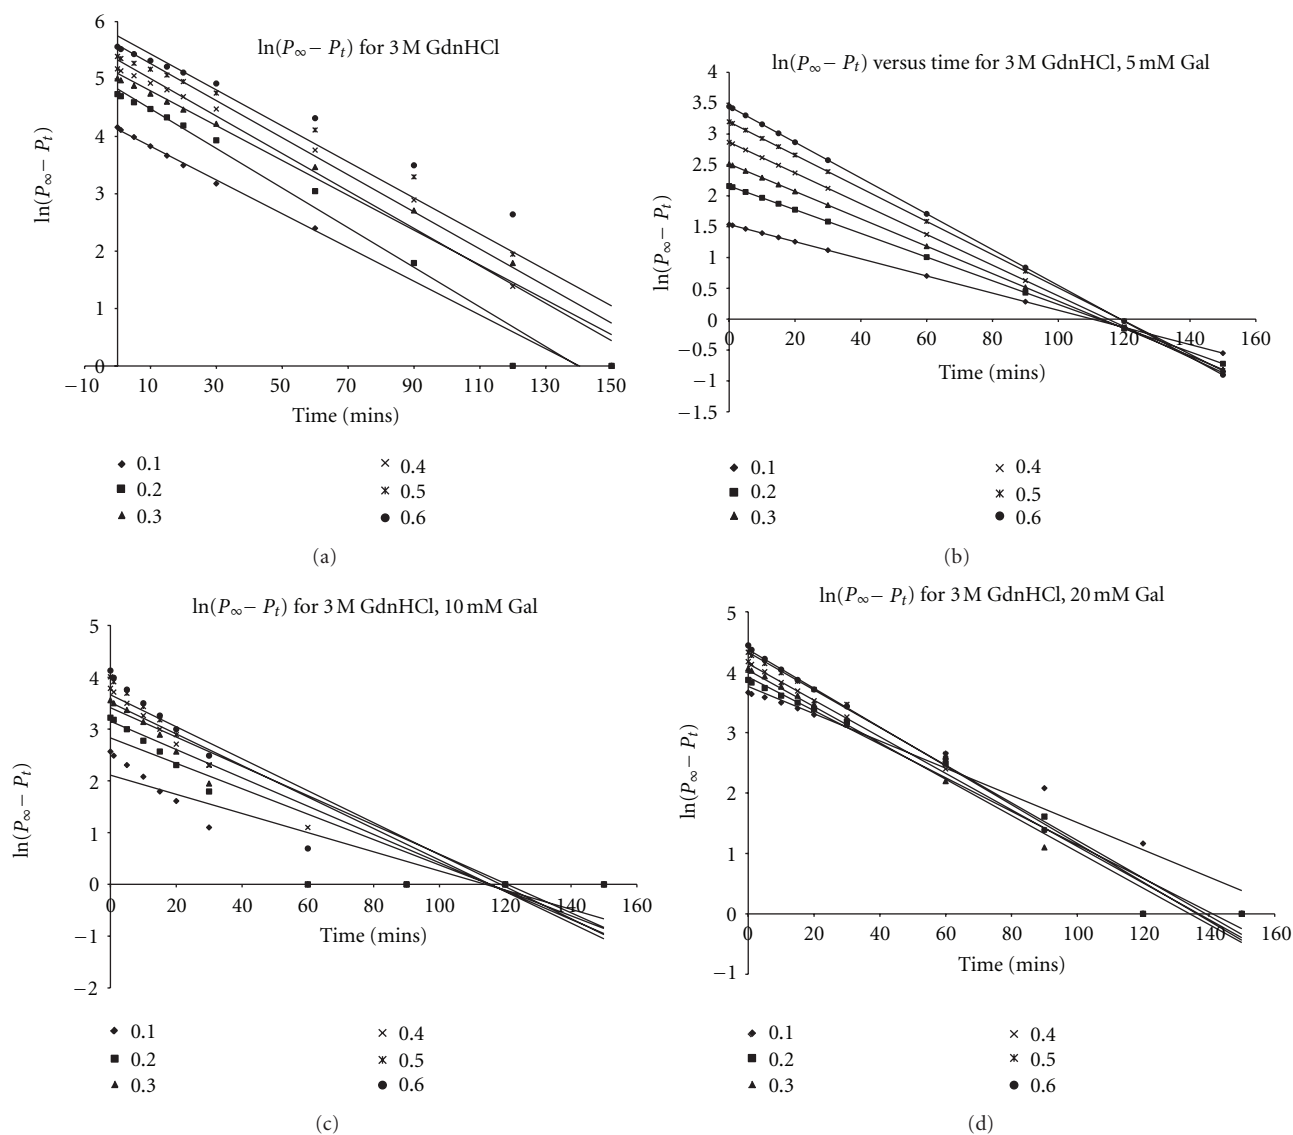 ln(P∞ − Pt) for 3 M GdnHCl
6
5
4
3
2
1
0
ln(P∞ − Pt)
−10 10 30 50 70 90 110 130 150
Time (mins)
0.1 0.4
0.2 0.5
0.3 0.6
(a)
ln(P∞ − Pt) versus time for 3 M GdnHCl, 5 mM Gal
4
3.5
3
2.5
2
1.5
1
0.5
0
−0.5
−1
−1.5
ln(P∞ − Pt)
0 20 40 60 80 100 120 140 160
Time (mins)
0.1 0.4
0.2 0.5
0.3 0.6
(b)
ln(P∞ − Pt) for 3 M GdnHCl, 10 mM Gal
5
4
3
2
1
0
−1
−2
ln(P∞ − Pt)
0 20 40 60 80 100 120 140 160
Time (mins)
0.1 0.4
0.2 0.5
0.3 0.6
(c)
ln(P∞ − Pt) for 3 M GdnHCl, 20 mM Gal
5
4
3
2
1
0
−1
ln(P∞ − Pt)
0 20 40 60 80 100 120 140 160
Time (mins)
0.1 0.4
0.2 0.5
0.3 0.6
(d)